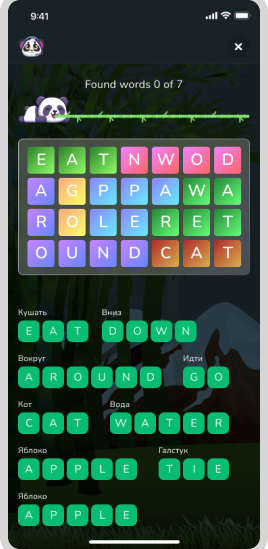 9:41
Found words 0 of 7
E A T N W O D
A G P P A W A
R O L E R E T
O U N D C A T
Кушать Вниз
E A T D O W N
Вокруг Идти
A R O U N D G O
Кот Вода
C A T W A T E R
Яблоко Галстук
A P P L E T I E
Яблоко
A P P L E